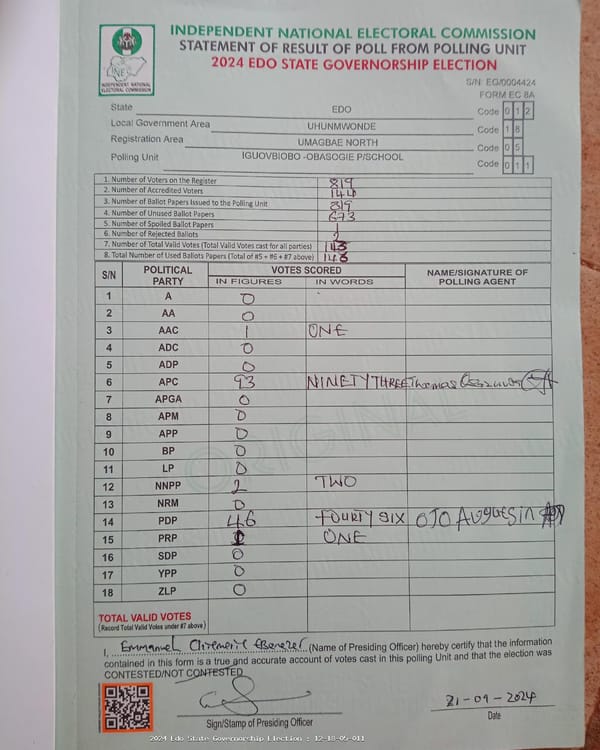 INDEPENDENT NATIONAL ELECTORAL COMMISSION
STATEMENT OF RESULT OF POLL FROM POLLING UNIT
2024 EDO STATE GOVERNORSHIP ELECTION
INDEPENDENT NATIONAL ELECTORAL COMMISSION
S/N: EG/0004424
FORM EC 8A
State EDO Code 0 1 2
Local Government Area UHUNMWONDE Code 1 8
Registration Area UMAGBAE NORTH Code 0 5
Polling Unit IGUOVBIOBO -OBASOGIE P/SCHOOL Code 0 1 1
1. Number of Voters on the Register 819
2. Number of Accredited Voters
3. Number of Ballot Papers Issued to the Polling Unit 819
4. Number of Unused Ballot Papers 673
5. Number of Spoiled Ballot Papers 1
6. Number of Rejected Ballots 2
7. Number of Total Valid Votes (Total Valid Votes cast for all parties) 143
8. Total Number of Used Ballots Papers (Total of #5 + #6 + #7 above)
S/N POLITICAL PARTY VOTES SCORED NAME/SIGNATURE OF POLLING AGENT
IN FIGURES IN WORDS
1 A 0
2 AA 0
3 AAC 1 ONE
4 ADC 0
5 ADP 0
6 APC 93 NINETY THREE Thomas
7 APGA 0
8 APM 0
9 APP 0
10 BP 0
11 LP 0
12 NNPP 2 TWO
13 NRM 0
14 PDP 46 FOURTY SIX OJO
15 PRP 1 ONE
16 SDP 0
17 YPP 0
18 ZLP 0
ORIGINAL
TOTAL VALID VOTES
(Record Total Valid Votes under #7 above)
I, Emmanuel Ebenezer (Name of Presiding Officer) hereby certify that the information
contained in this form is a true and accurate account of votes cast in this polling Unit and that the election was
CONTESTED/NOT CONTESTED
21-09-2024
Sign/Stamp of Presiding Officer Date
2024 Edo State Governorship Election : 12-18-05-011